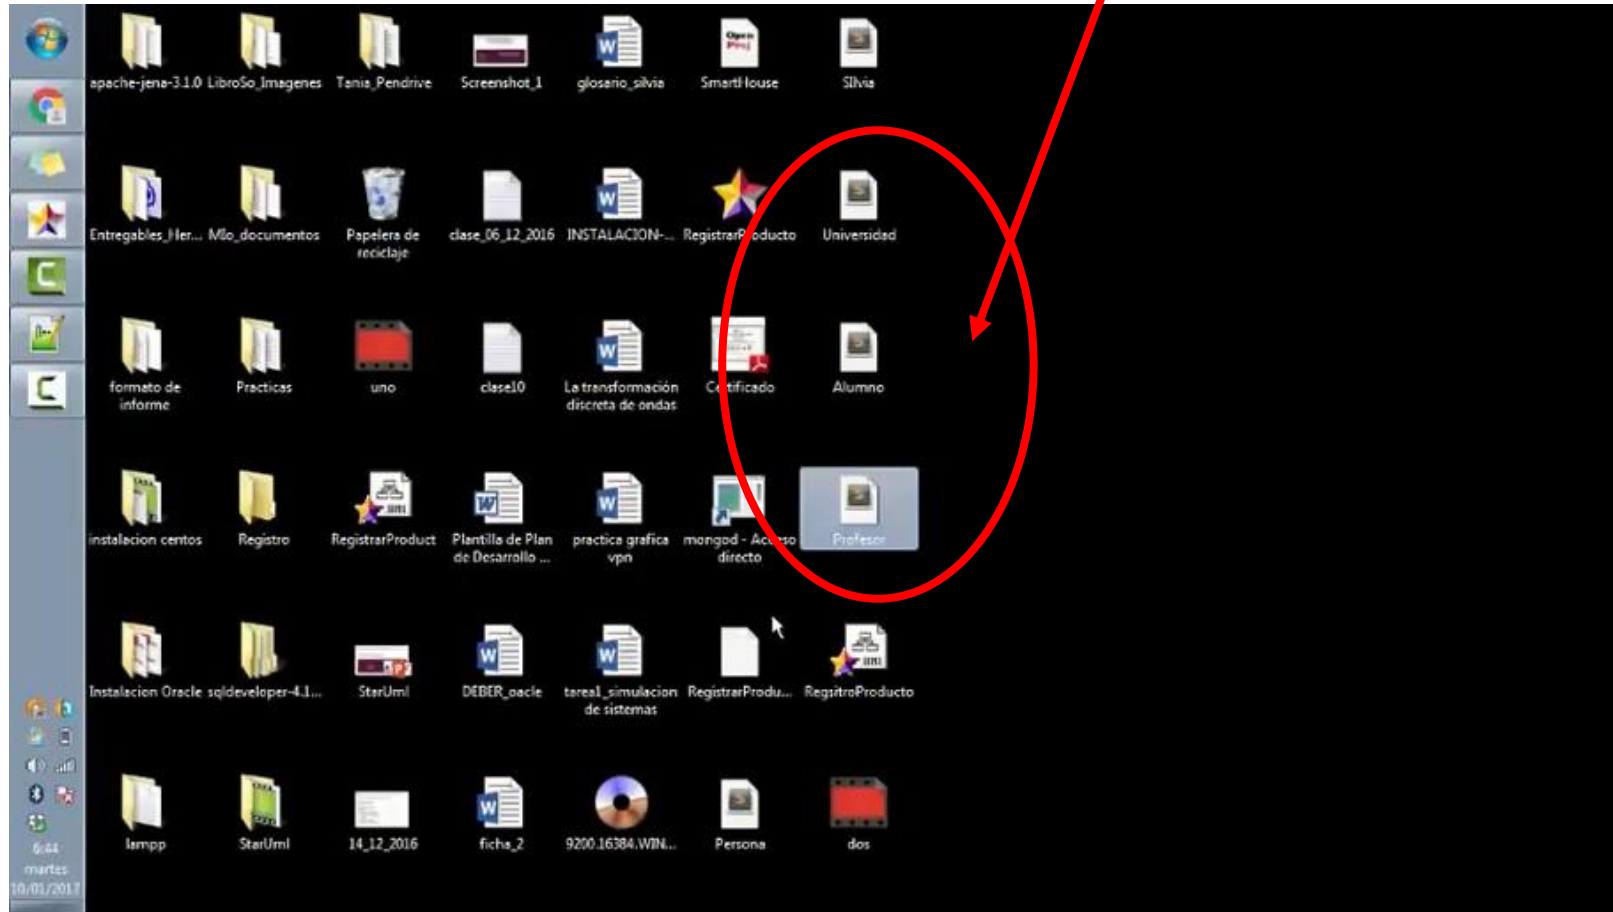 apache-jena-3.1.0 LibroSo_Imagenes Tania_Pendrive Screenshot_1 glosario_silvia SmartHouse SIlvia
Open
Proj
Entregables_Her... MIo_documentos Papelera de clase_06_12_2016 INSTALACION-... RegistrarProducto Universidad
reciclaje
formato de Practicas uno clase10 La transformación Certificado Alumno
informe discreta de ondas
instalacion centos Registro RegistrarProduct Plantilla de Plan practica grafica mongod - Acceso Profesor
de Desarrollo ... vpn directo
Instalacion Oracle sqldeveloper-4.1... StarUml DEBER_oacle tarea1_simulacion RegistrarProdu... RegsitroProducto
de sistemas
lampp StarUml 14_12_2016 ficha_2 9200.16384.WIN... Persona dos
6:44
martes
10/01/2017